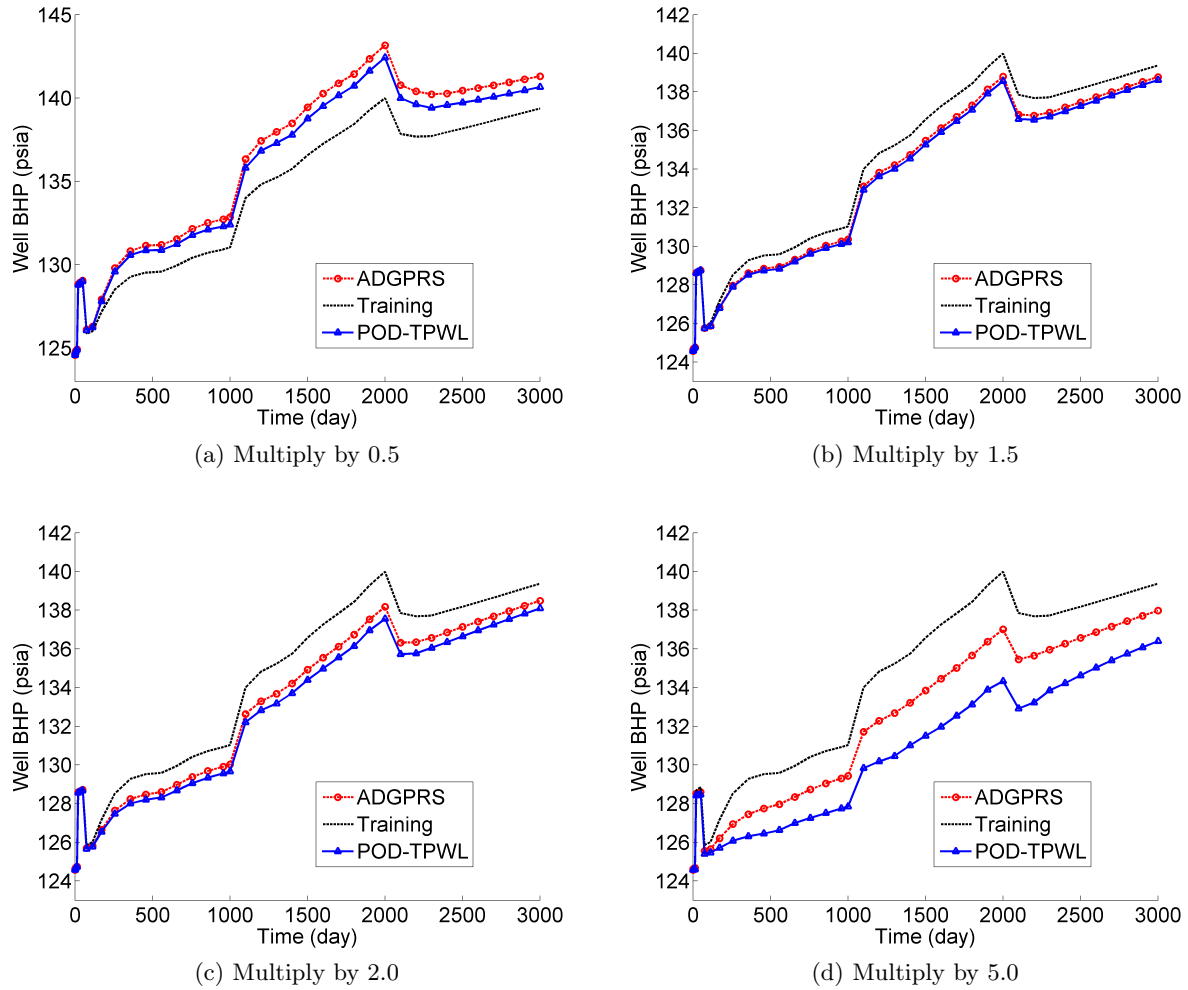 145
140
135
130
125
Well BHP (psia)
ADGPRS
Training
POD-TPWL
0 500 1000 1500 2000 2500 3000
Time (day)
(a) Multiply by 0.5
142
140
138
136
134
132
130
128
126
124
Well BHP (psia)
ADGPRS
Training
POD-TPWL
0 500 1000 1500 2000 2500 3000
Time (day)
(b) Multiply by 1.5
142
140
138
136
134
132
130
128
126
124
Well BHP (psia)
ADGPRS
Training
POD-TPWL
0 500 1000 1500 2000 2500 3000
Time (day)
(c) Multiply by 2.0
142
140
138
136
134
132
130
128
126
124
Well BHP (psia)
ADGPRS
Training
POD-TPWL
0 500 1000 1500 2000 2500 3000
Time (day)
(d) Multiply by 5.0